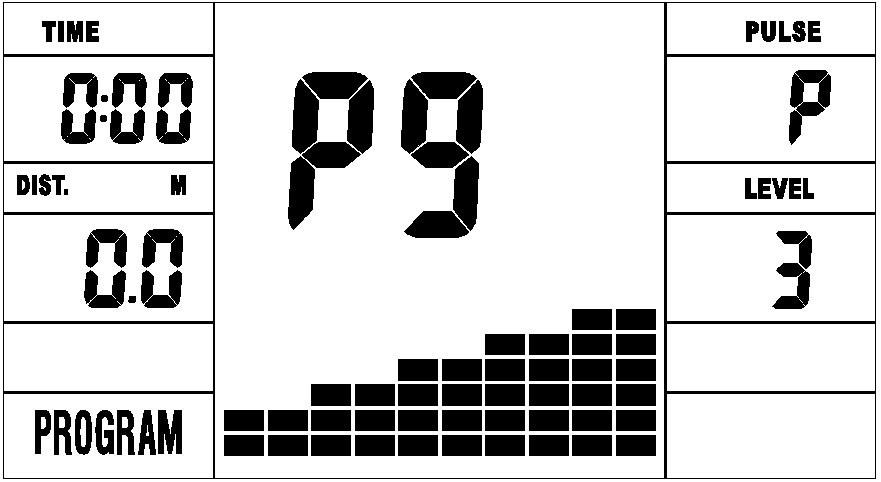 TIME
0:00
DIST. M
0.0
PROGRAM
P9
PULSE
P
LEVEL
3